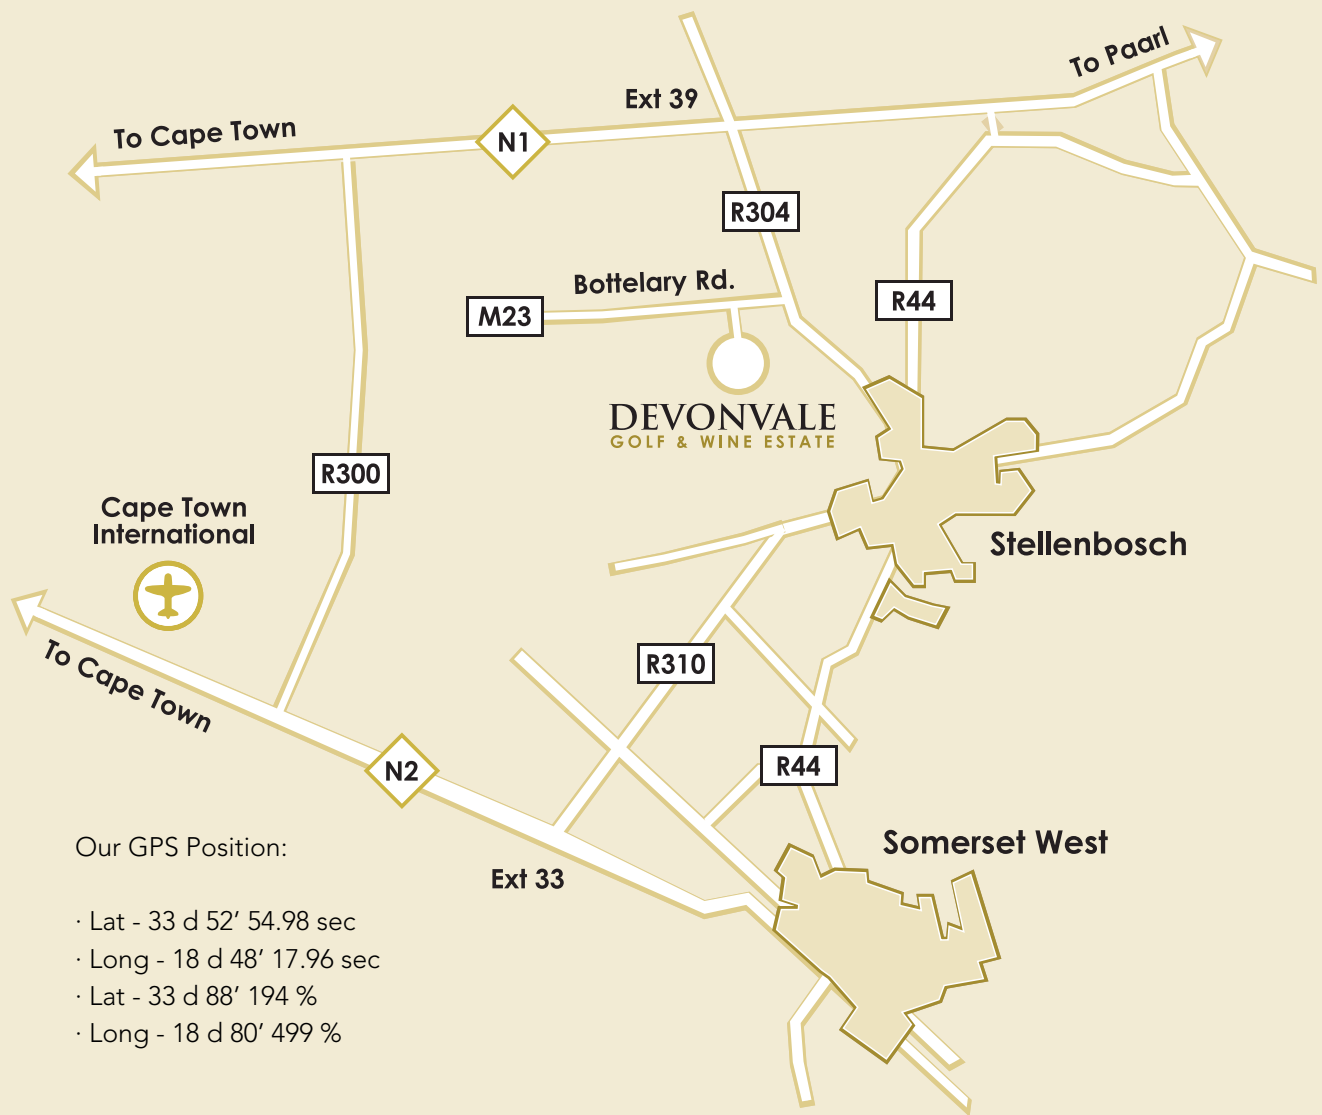 To Paarl
Ext 39
To Cape Town
N1
R304
Bottelary Rd.
R44
M23
DEVONVALE
GOLF & WINE ESTATE
R300
Cape Town
International
Stellenbosch
To Cape Town
R310
R44
N2
Somerset West
Ext 33
Our GPS Position:
· Lat - 33 d 52’ 54.98 sec
· Long - 18 d 48’ 17.96 sec
· Lat - 33 d 88’ 194 %
· Long - 18 d 80’ 499 %